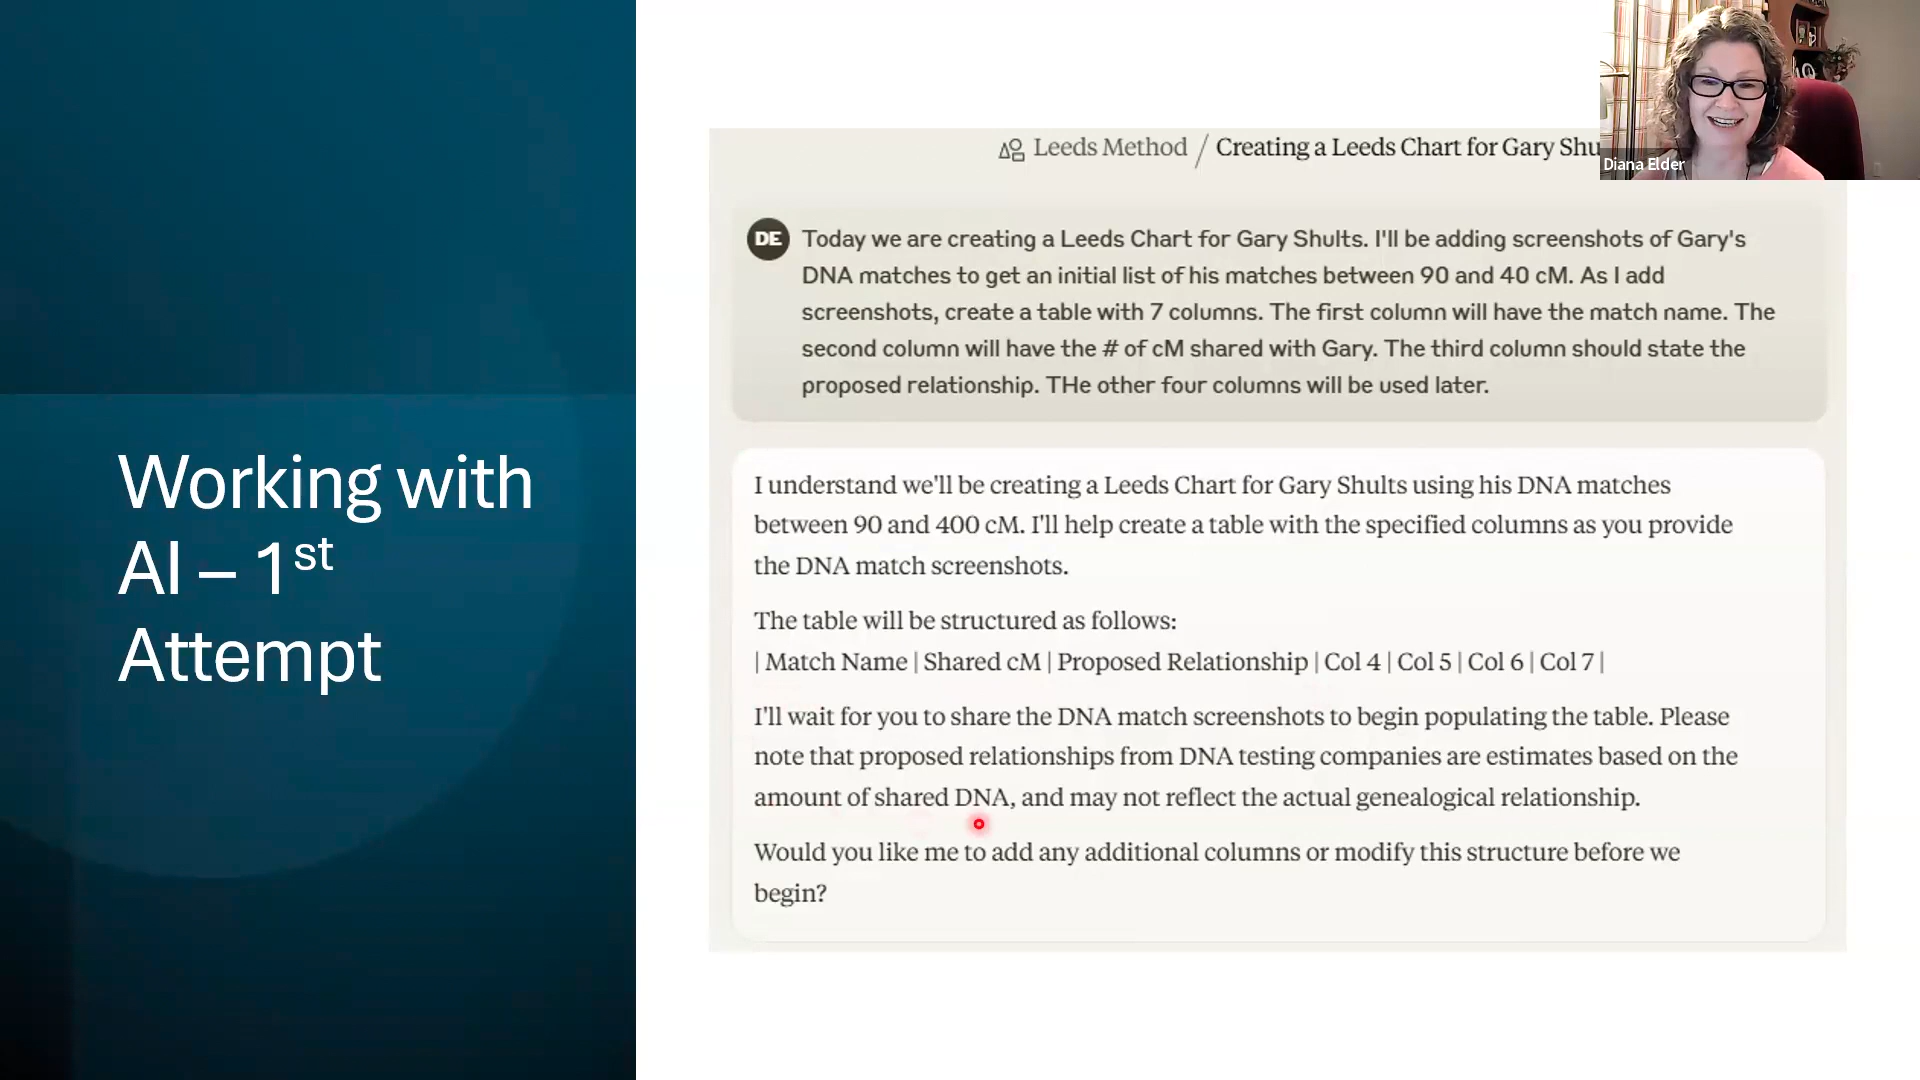 Working with
AI – 1st
Attempt
Leeds Method / Creating a Leeds Chart for Gary Shu
Diana Elder
DE
Today we are creating a Leeds Chart for Gary Shults. I'll be adding screenshots of Gary's
DNA matches to get an initial list of his matches between 90 and 40 cM. As I add
screenshots, create a table with 7 columns. The first column will have the match name. The
second column will have the # of cM shared with Gary. The third column should state the
proposed relationship. THe other four columns will be used later.
I understand we'll be creating a Leeds Chart for Gary Shults using his DNA matches
between 90 and 400 cM. I'll help create a table with the specified columns as you provide
the DNA match screenshots.
The table will be structured as follows:
| Match Name | Shared cM | Proposed Relationship | Col 4 | Col 5 | Col 6 | Col 7 |
I'll wait for you to share the DNA match screenshots to begin populating the table. Please
note that proposed relationships from DNA testing companies are estimates based on the
amount of shared DNA, and may not reflect the actual genealogical relationship.
Would you like me to add any additional columns or modify this structure before we
begin?